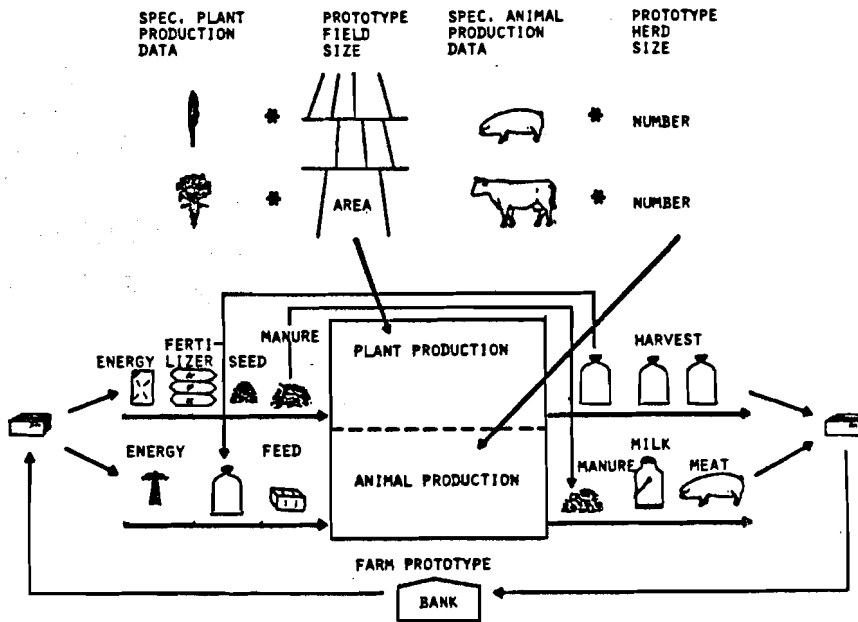 SPEC. PLANT
PRODUCTION
DATA
PROTOTYPE
FIELD
SIZE
SPEC. ANIMAL
PRODUCTION
DATA
PROTOTYPE
HERD
SIZE
* * NUMBER
* AREA * NUMBER
ENERGY
FERTI-
LIZER
SEED
MANURE
PLANT PRODUCTION
HARVEST
ENERGY
FEED
ANIMAL PRODUCTION
MANURE
MILK
MEAT
FARM PROTOTYPE
BANK